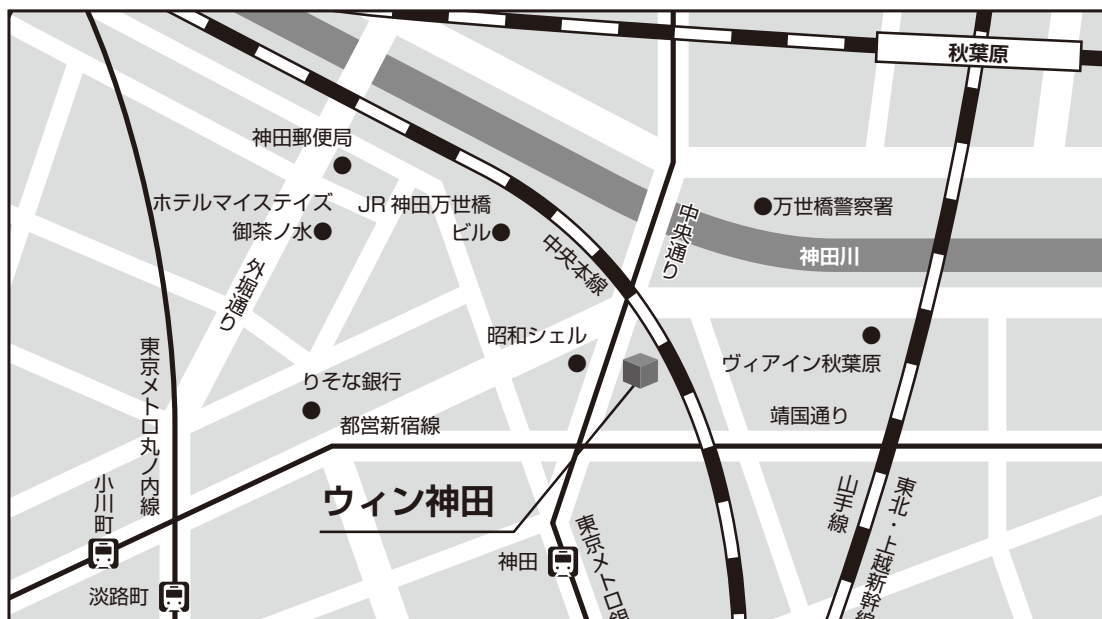 秋葉原
神田郵便局
ホテルマイステイズ
御茶ノ水
JR 神田万世橋
ビル
中央通り
万世橋警察署
神田川
中央本線
外堀通り
昭和シェル
ヴィアイン秋葉原
東京メトロ丸ノ内線
りそな銀行
都営新宿線
靖国通り
小川町
ウィン神田
山手線
東北・上越新幹線
神田
東京メトロ銀
淡路町